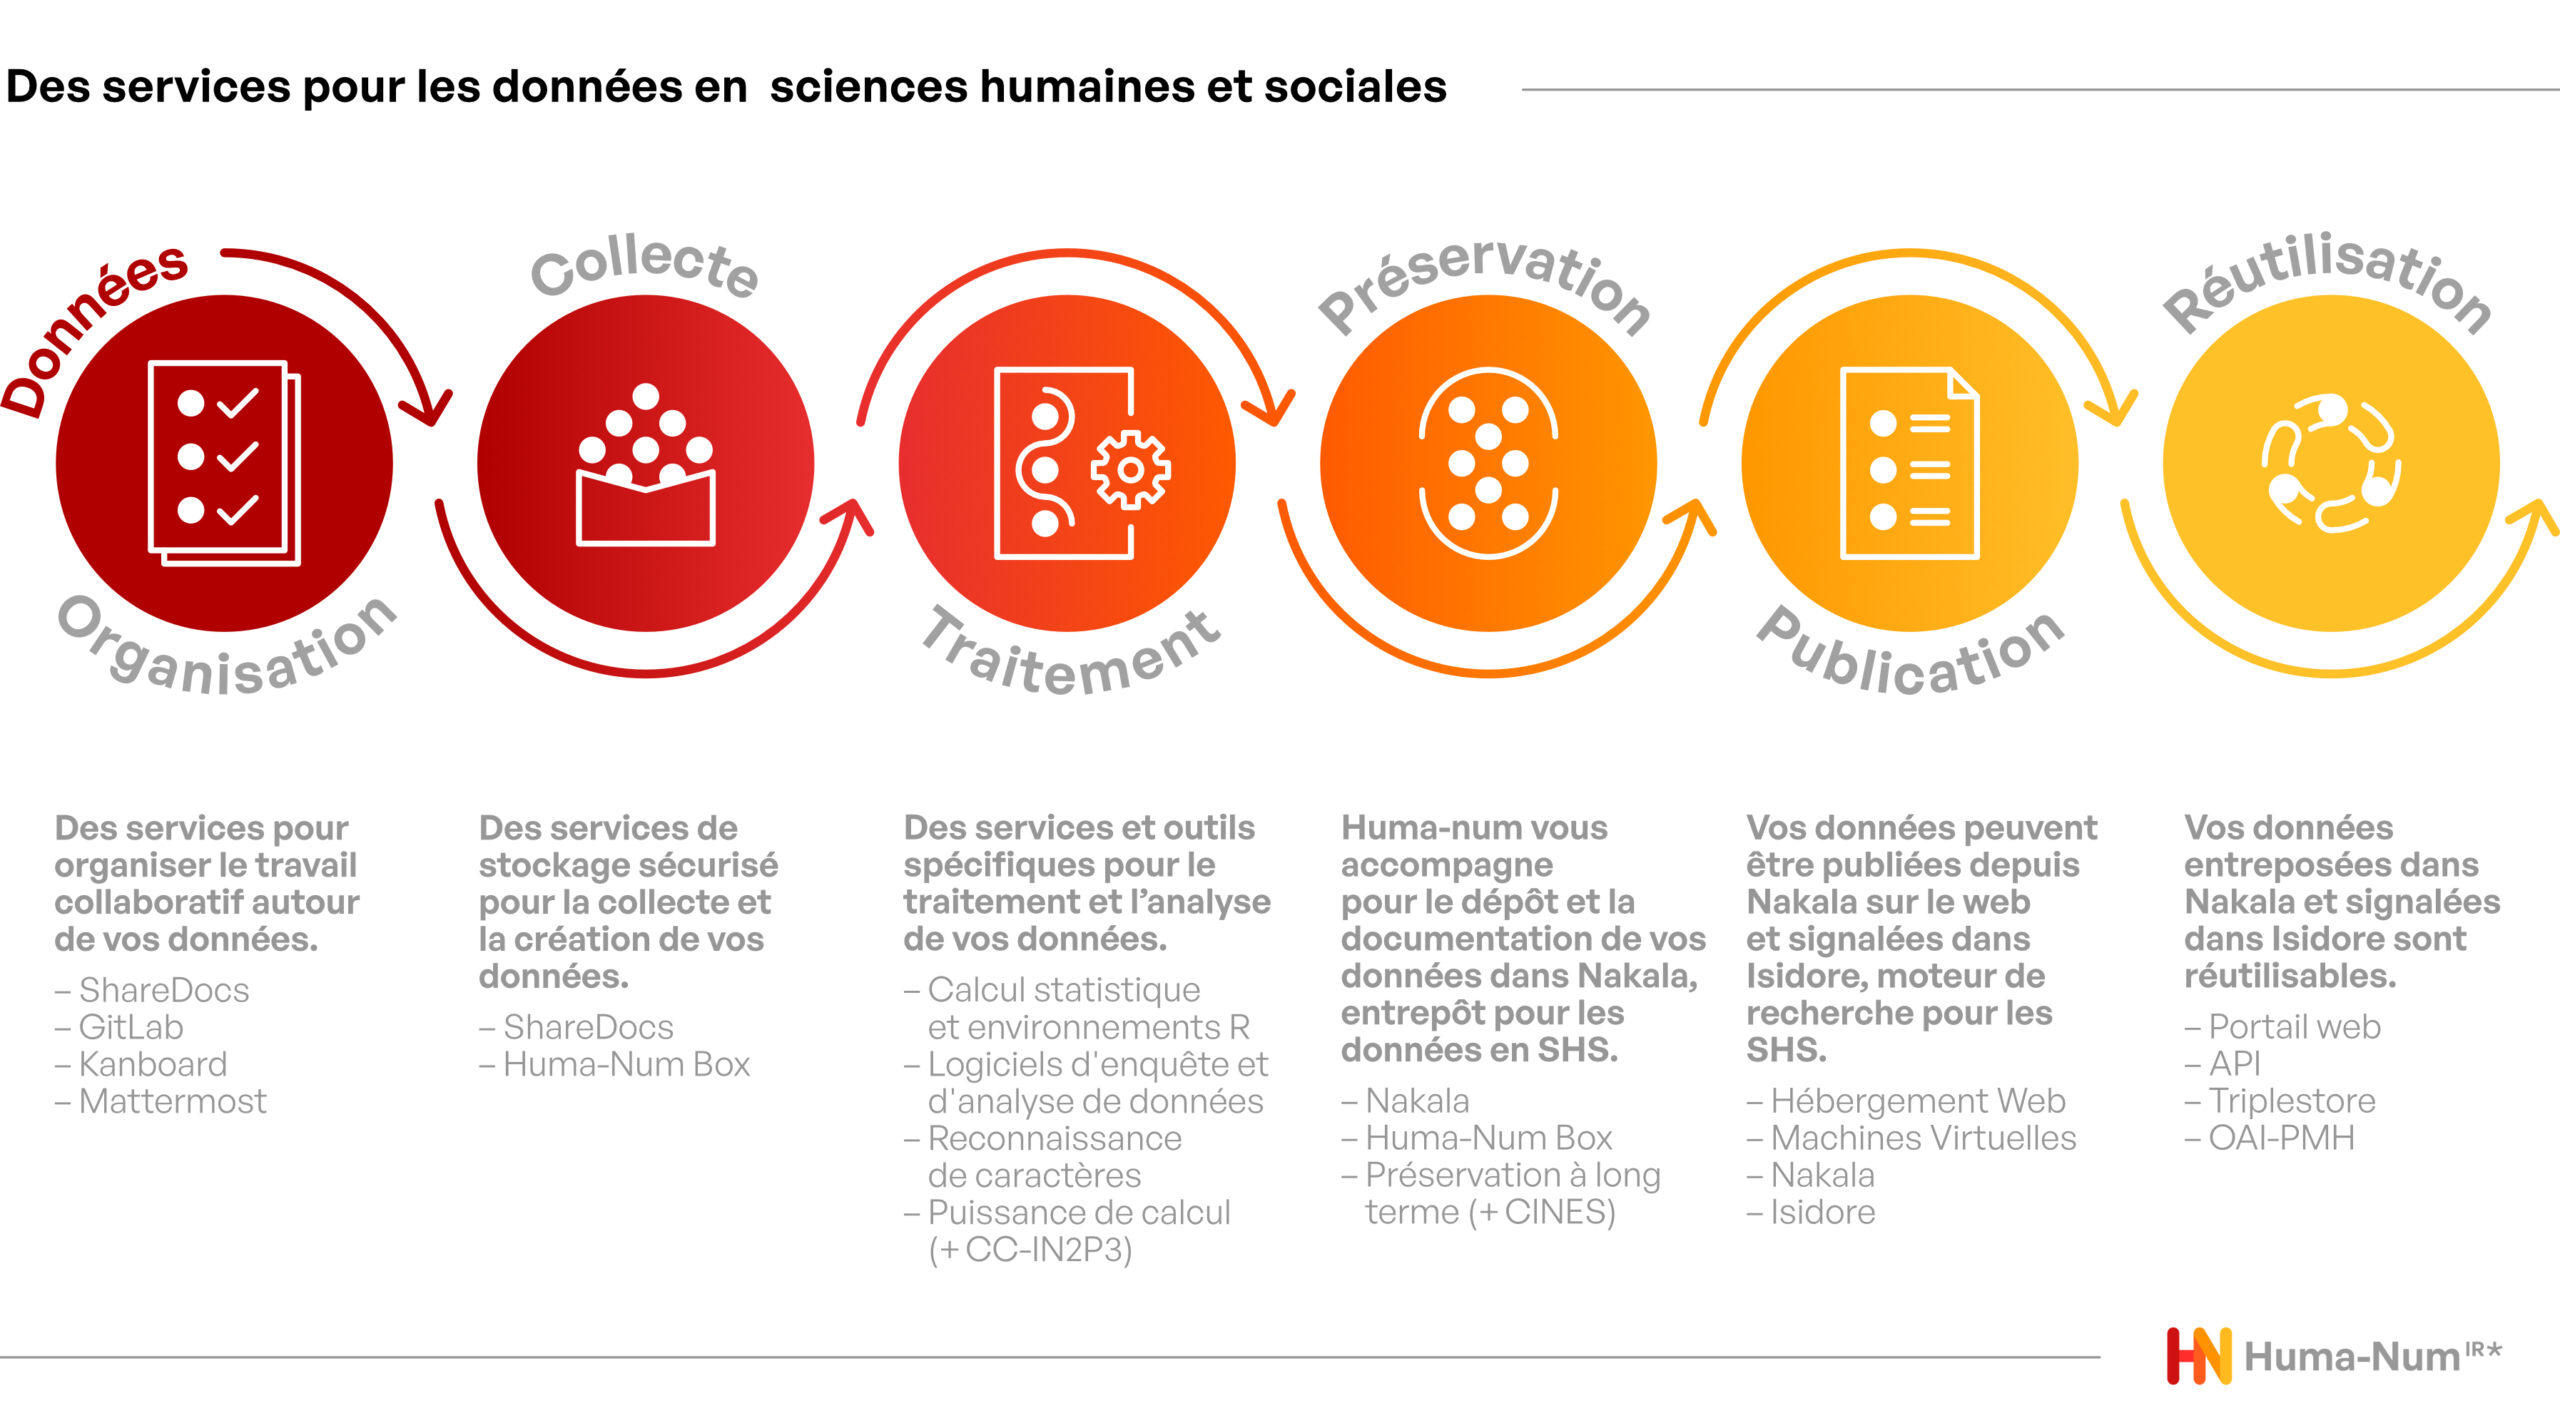 Des services pour les données en  sciences humaines et sociales
Données
Organisation
Collecte
Traitement
Préservation
Publication
Réutilisation
Des services pour
organiser le travail
collaboratif autour
de vos données.
– ShareDocs
– GitLab
– Kanboard
– Mattermost
Des services de
stockage sécurisé
pour la collecte et
la création de vos
données.
– ShareDocs
– Huma-Num Box
Des services et outils
spécifiques pour le
traitement et l’analyse
de vos données.
– Calcul statistique
et environnements R
– Logiciels d'enquête et
d'analyse de données
– Reconnaissance
de caractères
– Puissance de calcul
(+ CC-IN2P3)
Huma-num vous
accompagne
pour le dépôt et la
documentation de vos
données dans Nakala,
entrepôt pour les
données en SHS.
– Nakala
– Huma-Num Box
– Préservation à long
terme (+ CINES)
Vos données peuvent
être publiées depuis
Nakala sur le web
et signalées dans
Isidore, moteur de
recherche pour les
SHS.
– Hébergement Web
– Machines Virtuelles
– Nakala
– Isidore
Vos données
entreposées dans
Nakala et signalées
dans Isidore sont
réutilisables.
– Portail web
– API
– Triplestore
– OAI-PMH
HN Huma-Num IR*